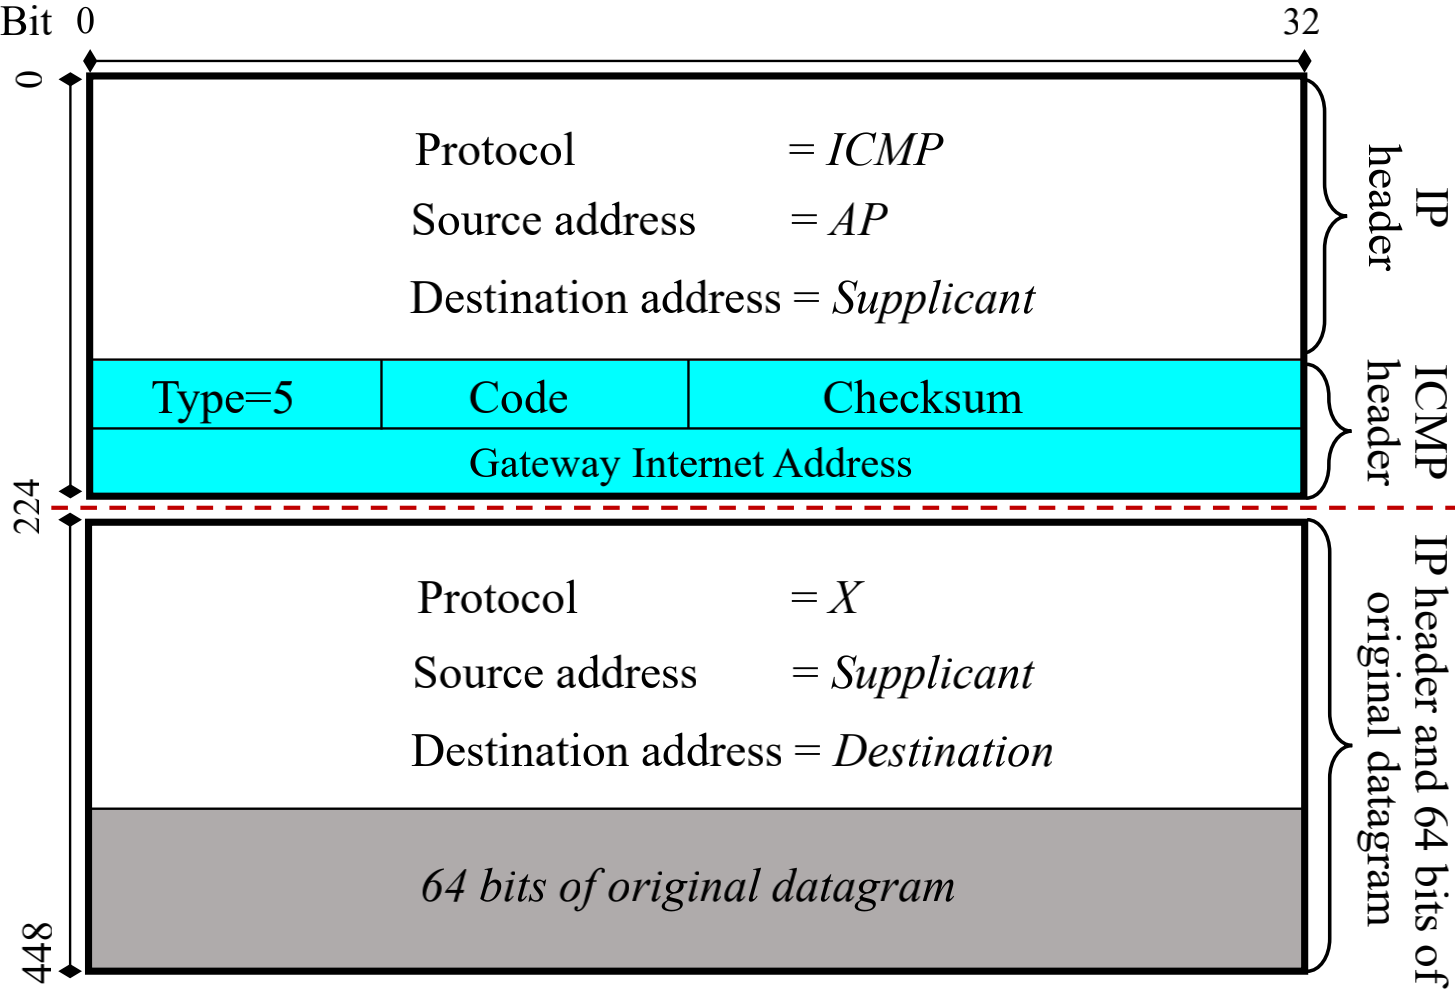 Bit 0 32
0
Protocol = ICMP
Source address = AP
Destination address = Supplicant
IP
header
Type=5 Code Checksum
Gateway Internet Address
ICMP
header
224
Protocol = X
Source address = Supplicant
Destination address = Destination
64 bits of original datagram
IP header and 64 bits of
original datagram
448